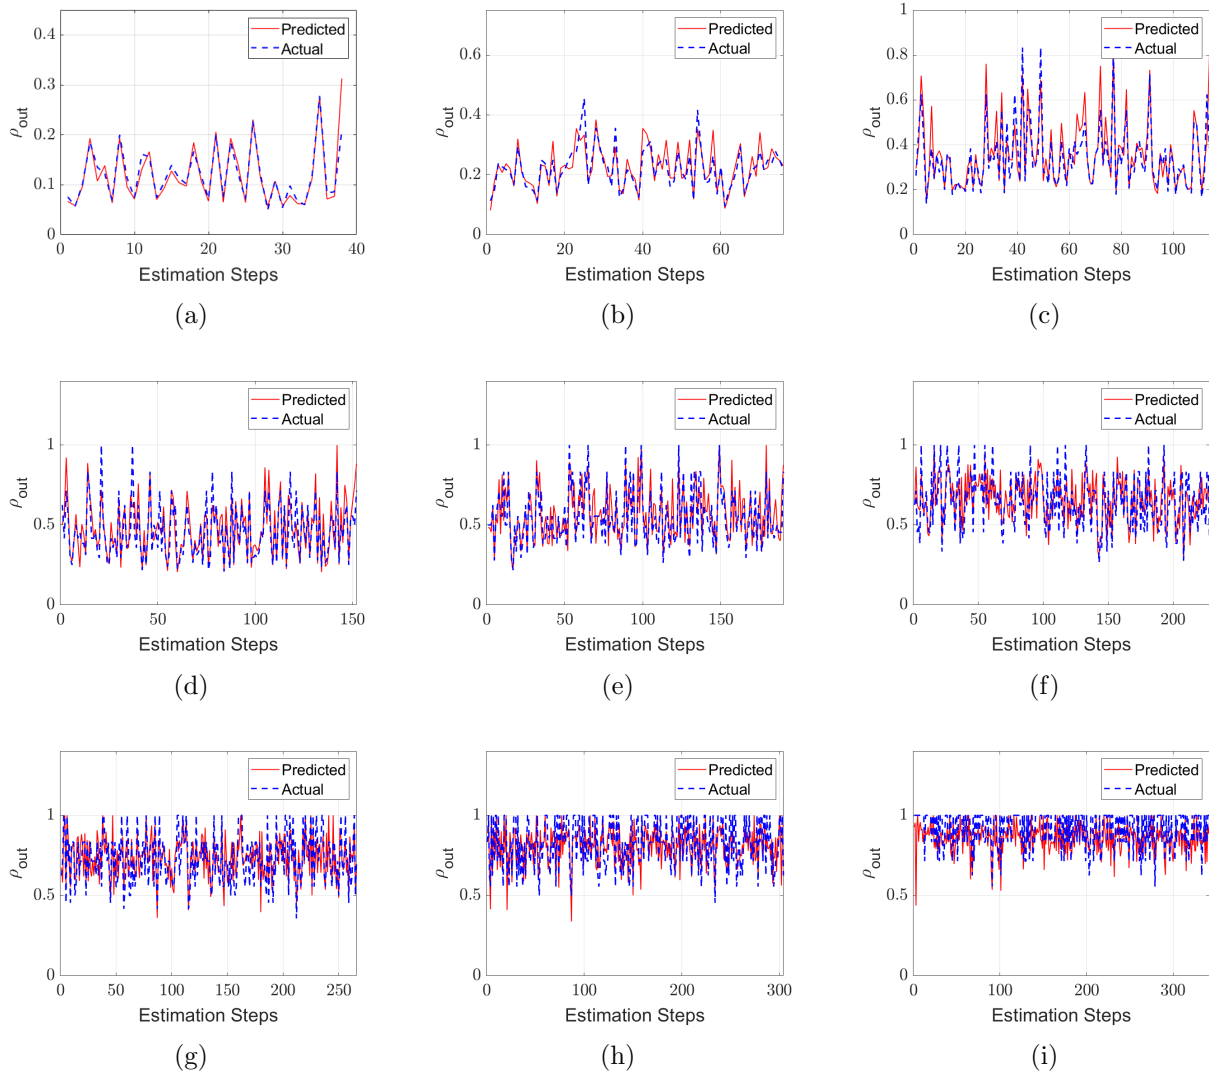 Predicted
Actual
0.4
0.3
0.2
0.1
0
ρout
0 10 20 30 40
Estimation Steps
(a)
Predicted
Actual
0.6
0.4
0.2
0
ρout
0 20 40 60
Estimation Steps
(b)
Predicted
Actual
1
0.8
0.6
0.4
0.2
0
ρout
0 20 40 60 80 100
Estimation Steps
(c)
Predicted
Actual
1
0.5
0
ρout
0 50 100 150
Estimation Steps
(d)
Predicted
Actual
1
0.5
0
ρout
0 50 100 150
Estimation Steps
(e)
Predicted
Actual
1
0.5
0
ρout
0 50 100 150 200
Estimation Steps
(f)
Predicted
Actual
1
0.5
0
ρout
0 50 100 150 200 250
Estimation Steps
(g)
Predicted
Actual
1
0.5
0
ρout
0 100 200 300
Estimation Steps
(h)
Predicted
Actual
1
0.5
0
ρout
0 100 200 300
Estimation Steps
(i)